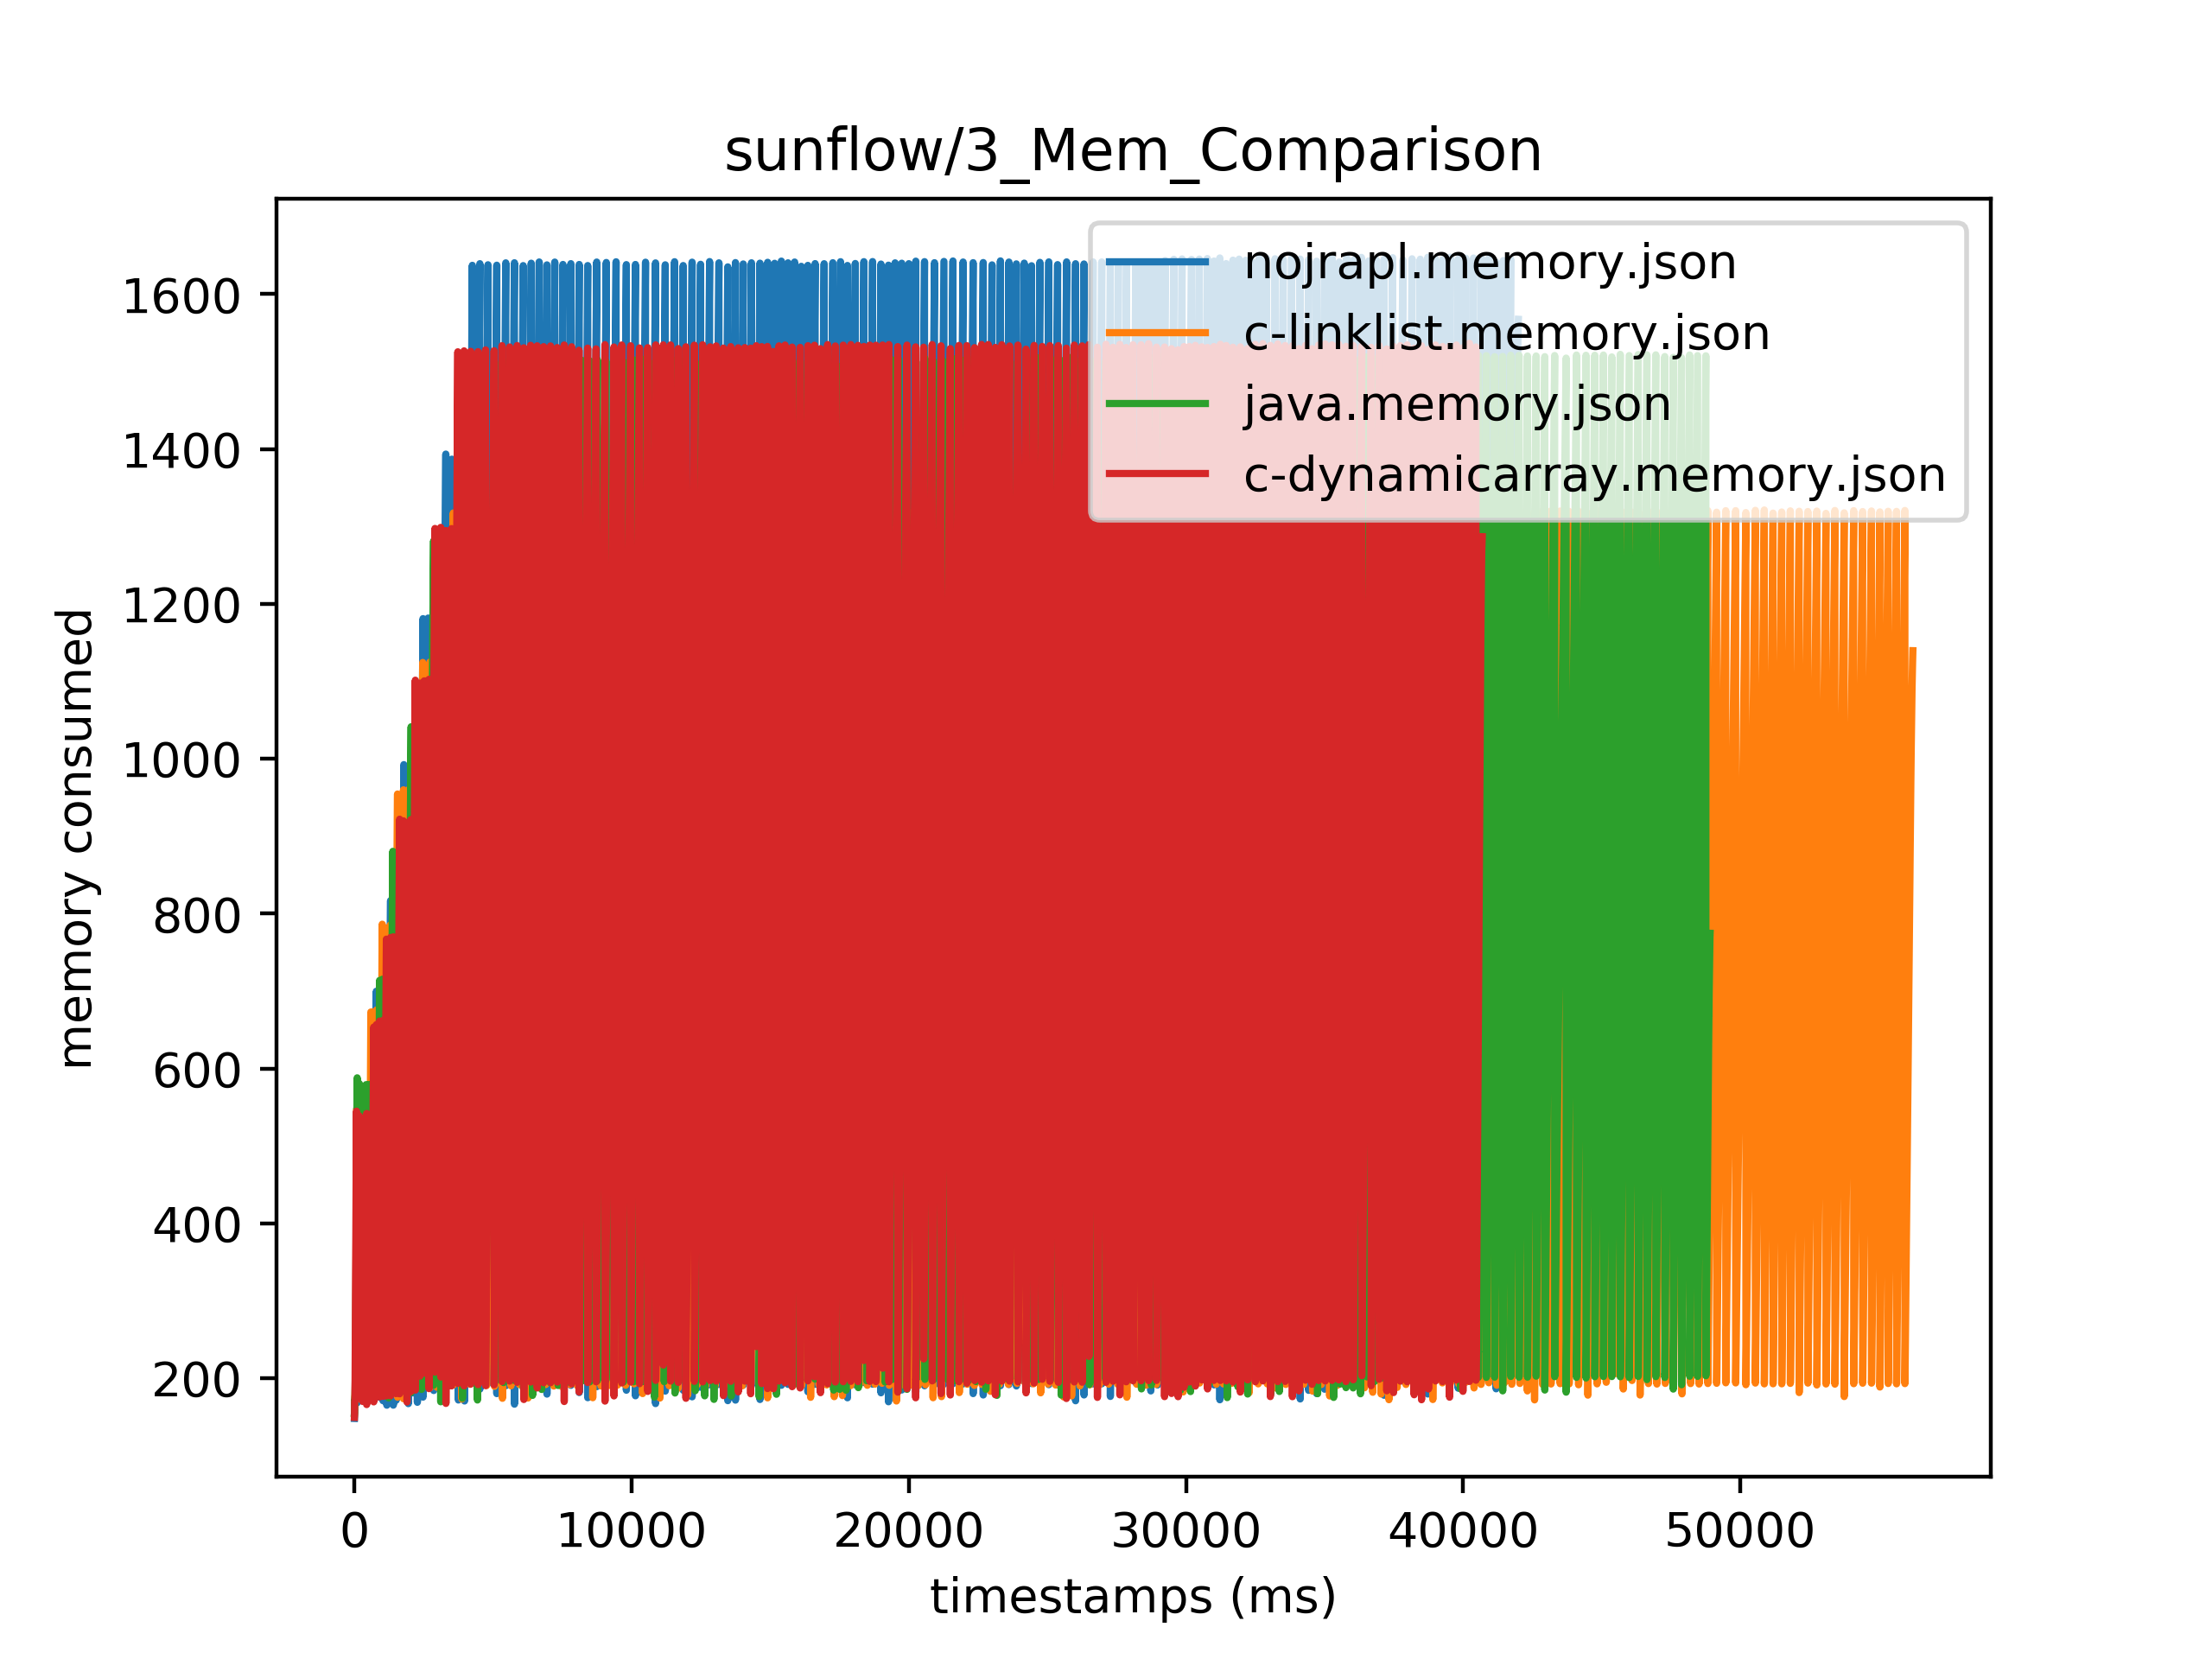 sunflow/3_Mem_Comparison
nojrapl.memory.json
c-linklist.memory.json
java.memory.json
c-dynamicarray.memory.json
memory consumed
1600
1400
1200
1000
800
600
400
200
0 10000 20000 30000 40000 50000
timestamps (ms)